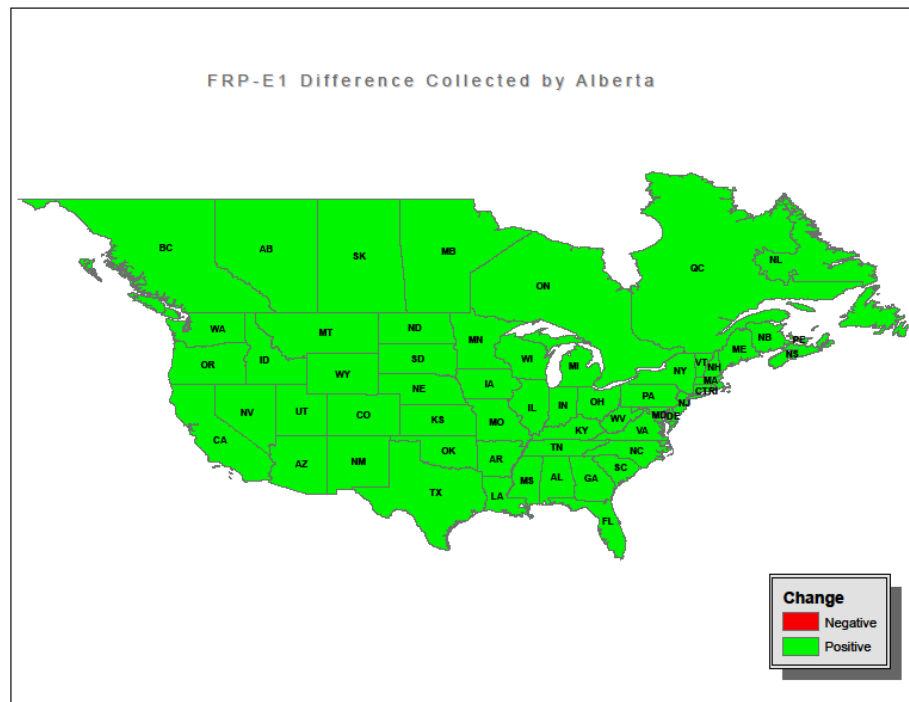 FRP-E1 Difference Collected by Alberta
BC
AB
SK
MB
ON
QC
NL
WA
MT
ND
MN
OR
ID
WY
SD
WI
MI
NY
VT
NH
ME
NB
PE
NS
MA
CT RI
NV
UT
CO
NE
IA
IL
IN
OH
PA
NJ
MD DE
CA
AZ
NM
KS
MO
KY
WV
VA
OK
AR
TN
NC
TX
LA
MS
AL
GA
SC
FL
Change
Negative
Positive